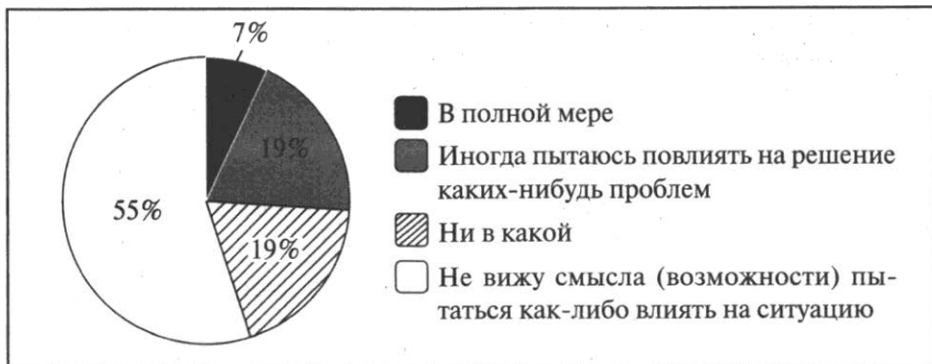 7%
19%
55%
19%
В полной мере
Иногда пытаюсь повлиять на решение
каких-нибудь проблем
Ни в какой
Не вижу смысла (возможности) пы-
таться как-либо влиять на ситуацию